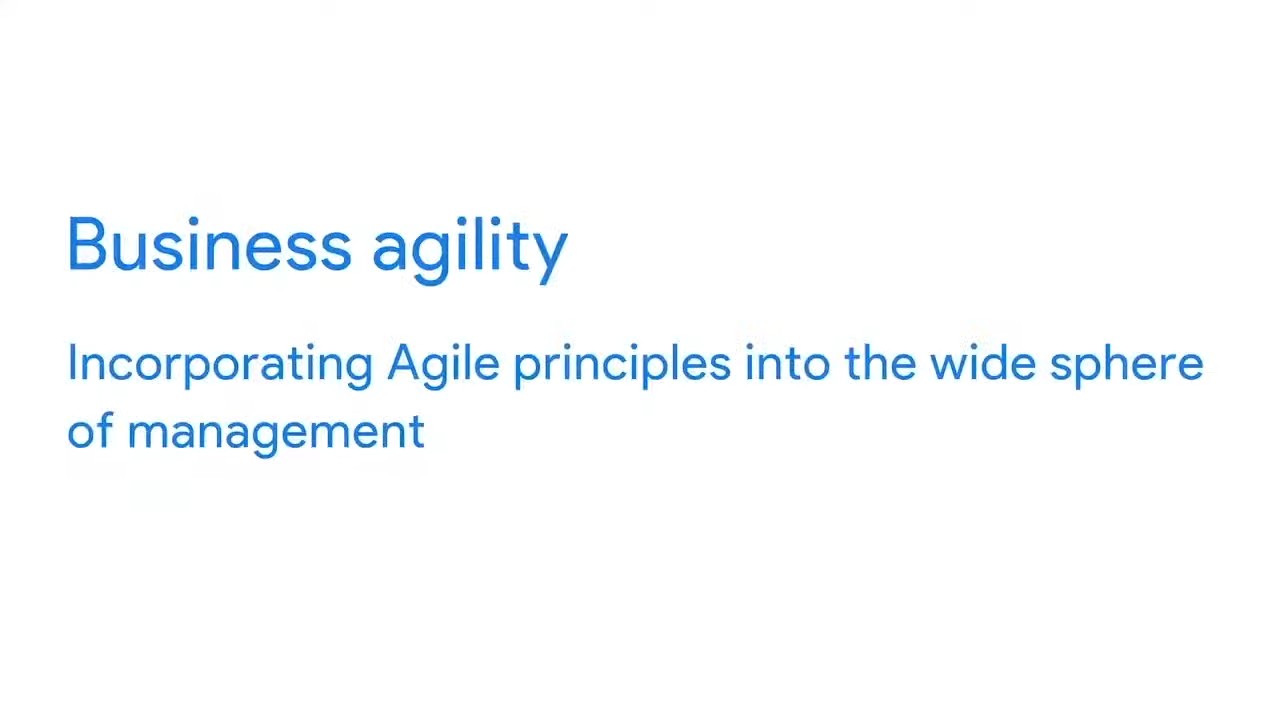 Business agility
Incorporating Agile principles into the wide sphere
of management